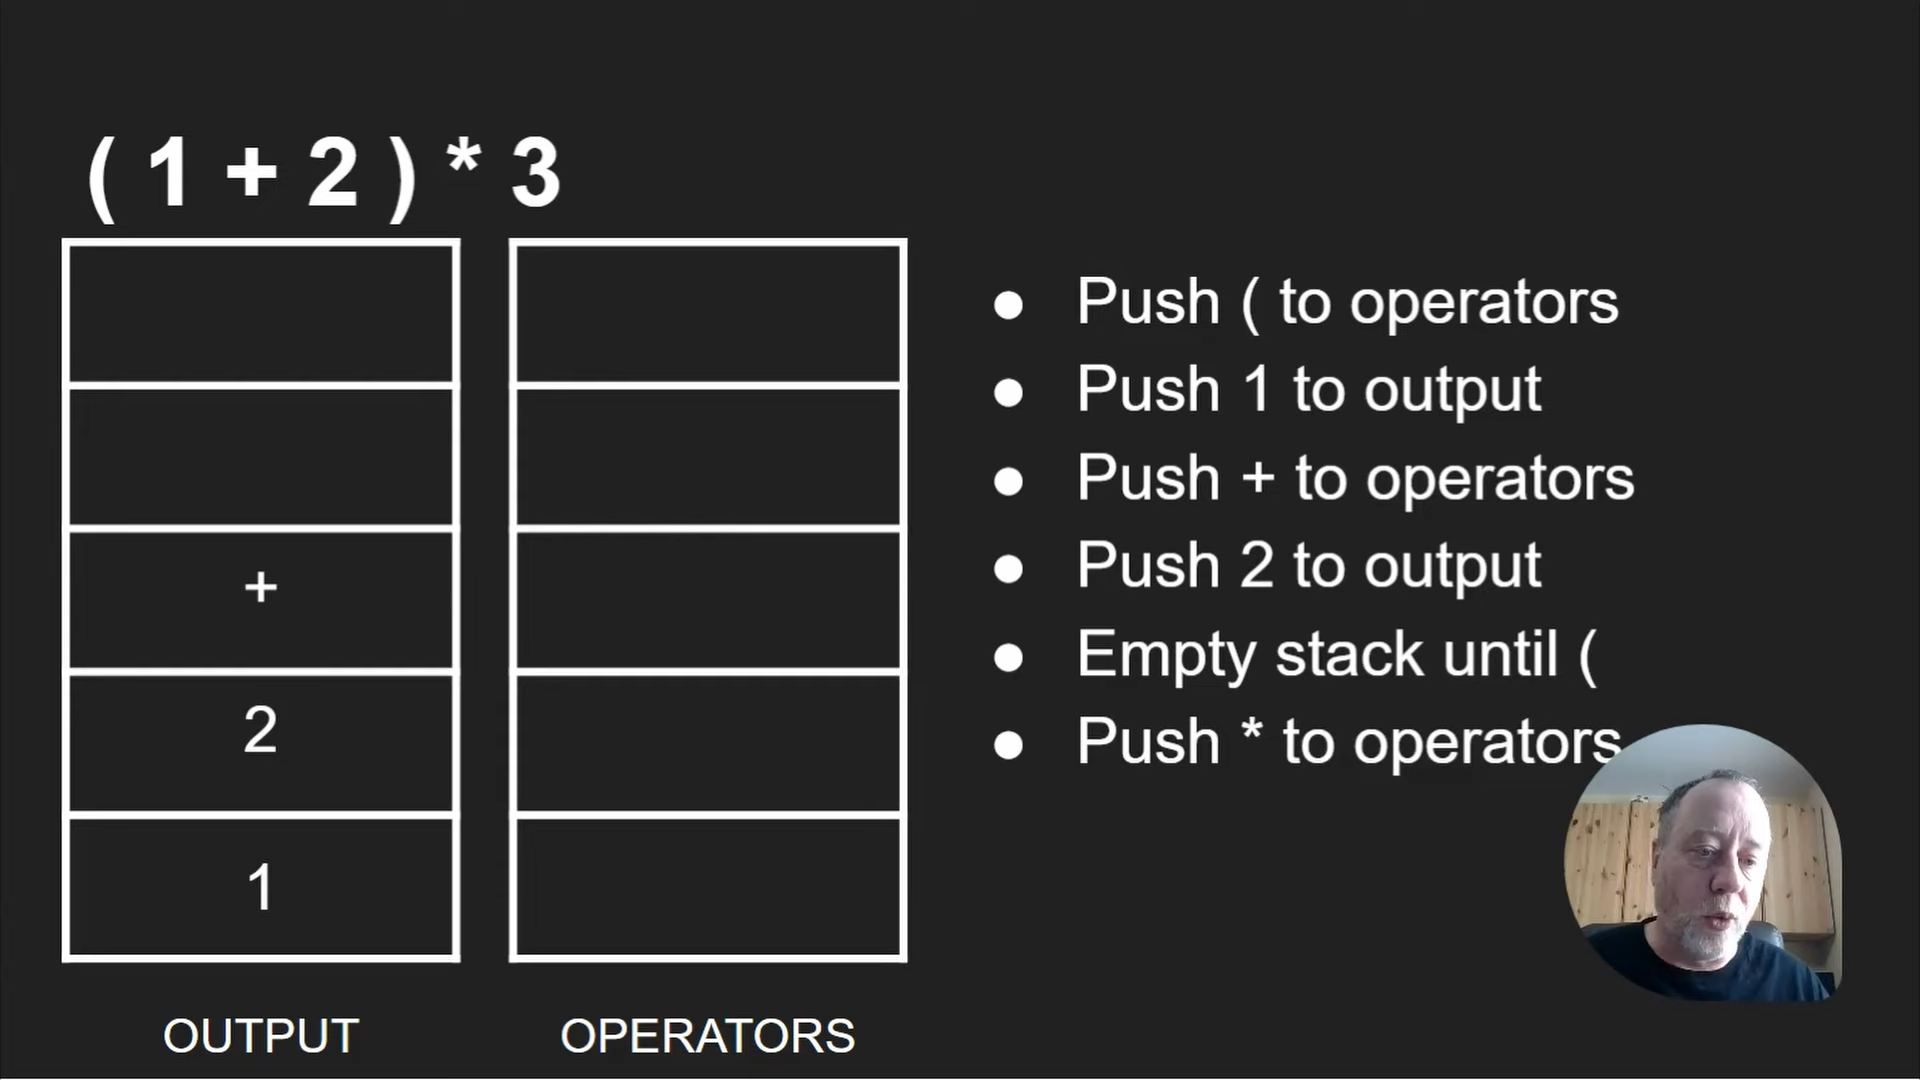 ( 1 + 2 ) * 3
+
2
1
OUTPUT
OPERATORS
● Push ( to operators
● Push 1 to output
● Push + to operators
● Push 2 to output
● Empty stack until (
● Push * to operators